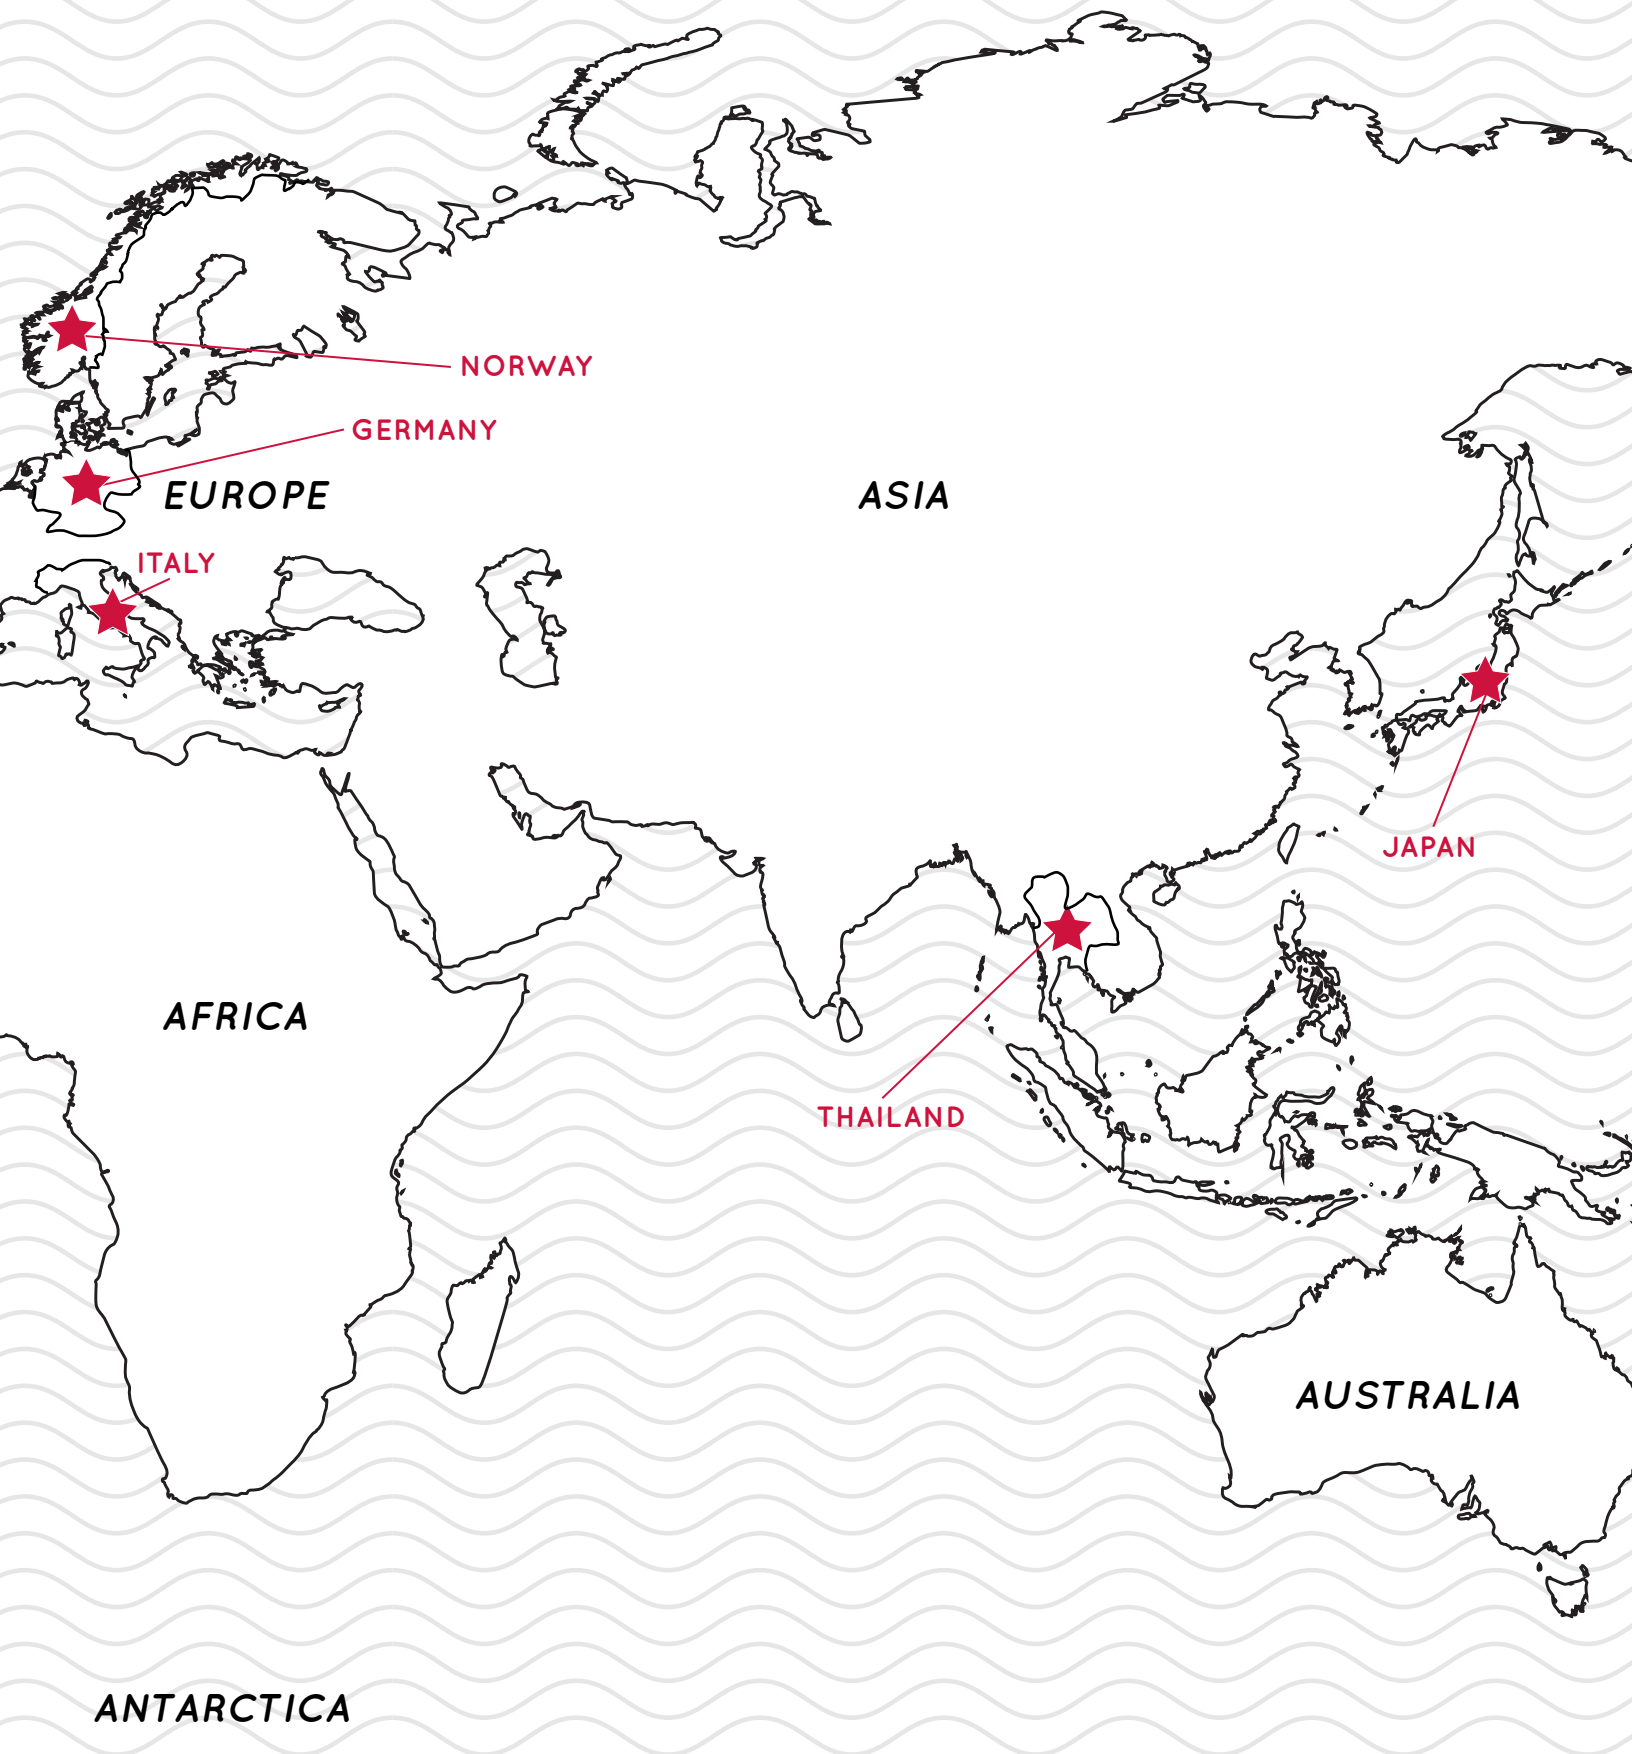 NORWAY
GERMANY
EUROPE
ASIA
ITALY
JAPAN
AFRICA
THAILAND
AUSTRALIA
ANTARCTICA